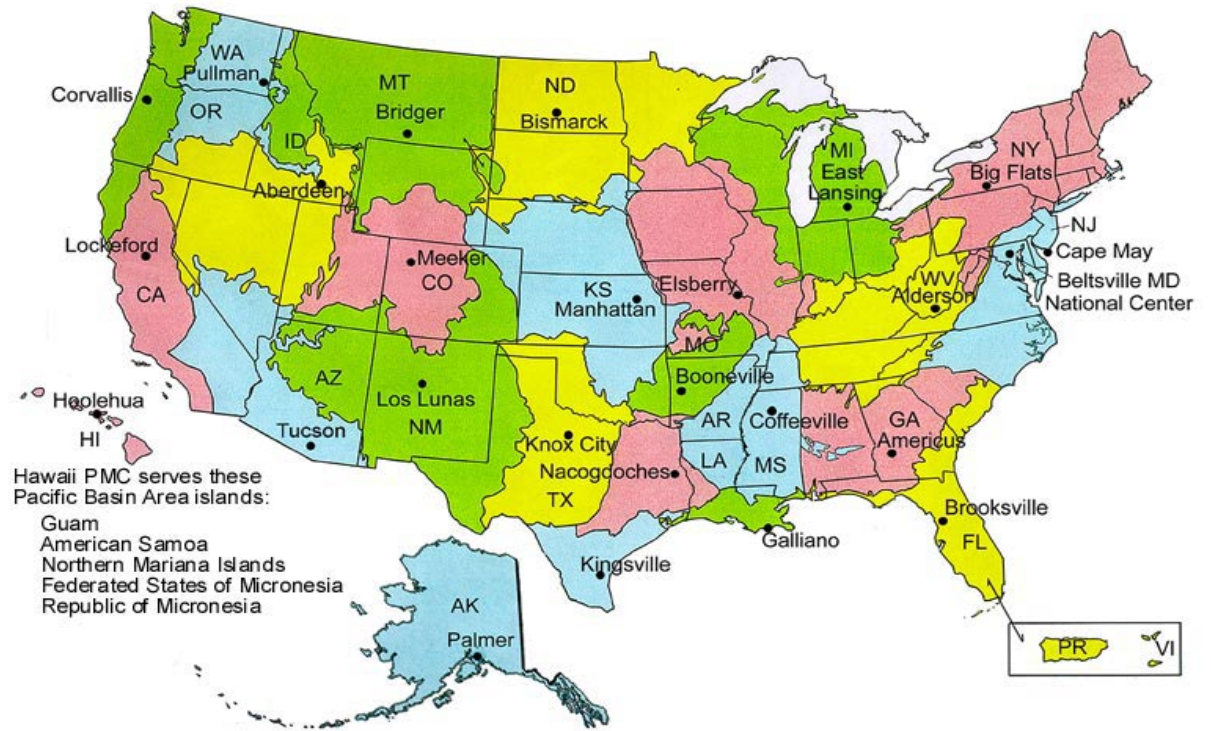 WA
Pullman
Corvallis
OR
ID
MT
Bridger
ND
Bismarck
Aberdeen
MI
East
Lansing
NY
Big Flats
NJ
Cape May
Beltsville MD
National Center
Lockeford
CA
Meeker
CO
KS
Manhattan
Elsberry
WV
Alderson
MO
Booneville
AZ
Los Lunas
NM
Tucson
Hoolehua
HI
Knox City
Nacogdoches
TX
AR
LA
Coffeeville
MS
GA
Americus
Brooksville
FL
Galliano
Kingsville
Hawaii PMC serves these
Pacific Basin Area islands:
Guam
American Samoa
Northern Mariana Islands
Federated States of Micronesia
Republic of Micronesia
AK
Palmer
PR
VI